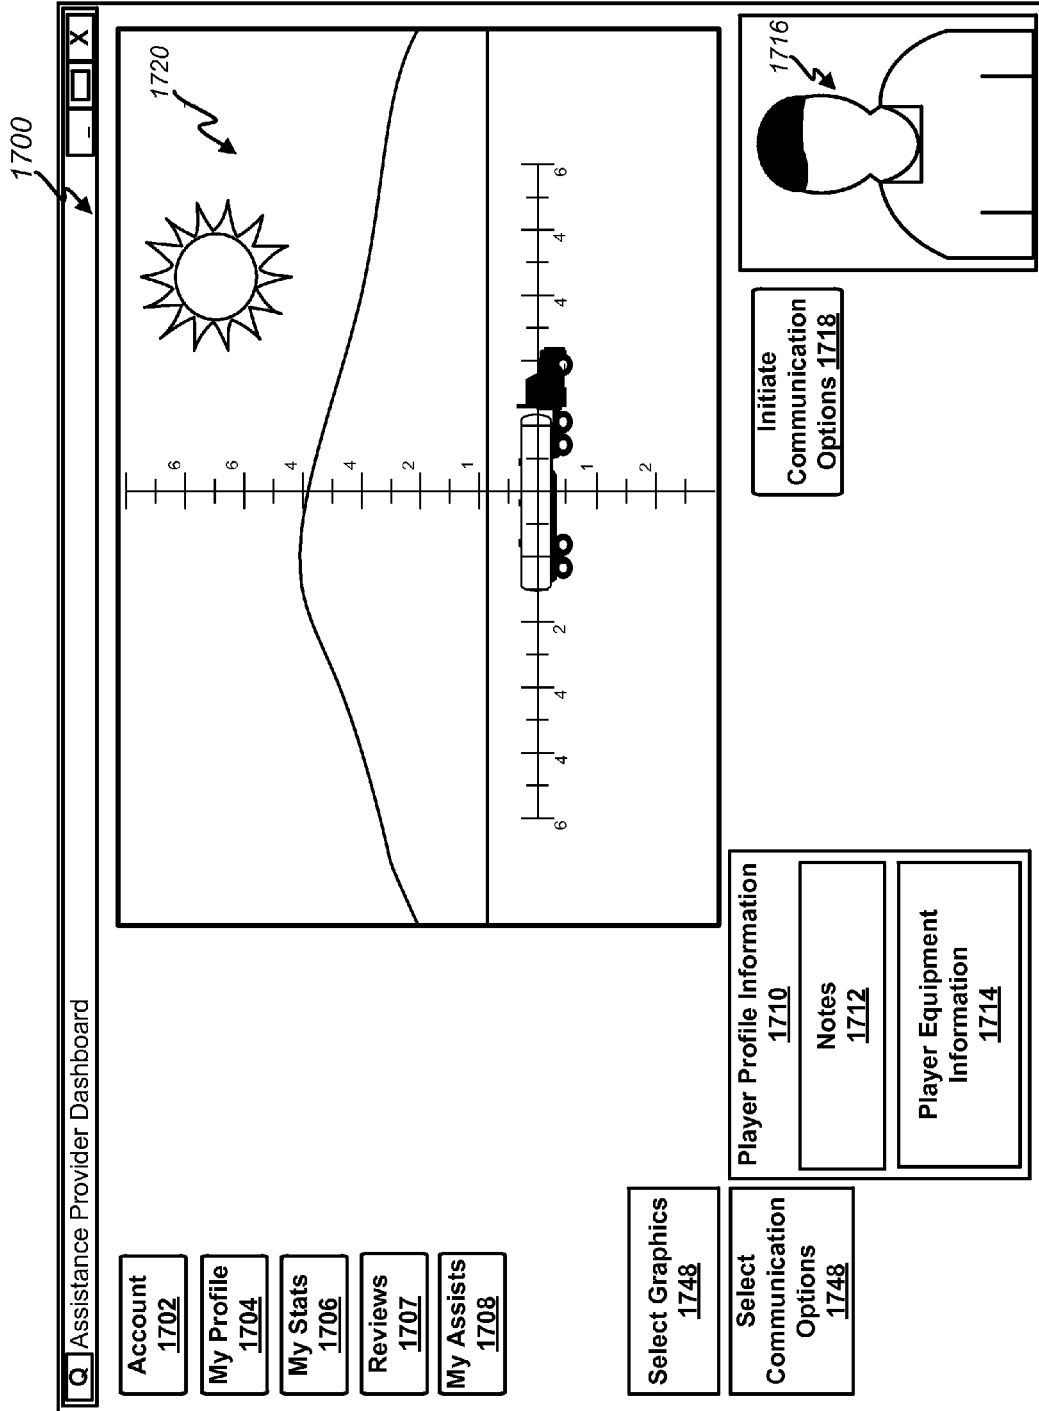 1700
Q Assistance Provider Dashboard
_ X
Account
1702
My Profile
1704
My Stats
1706
Reviews
1707
My Assists
1708
1720
6
6
4
4
2
1
6
4
4
2
4
4
6
1
2
Select Graphics
1748
Select
Communication
Options
1748
Player Profile Information
1710
Notes
1712
Player Equipment
Information
1714
Initiate
Communication
Options 1718
1716